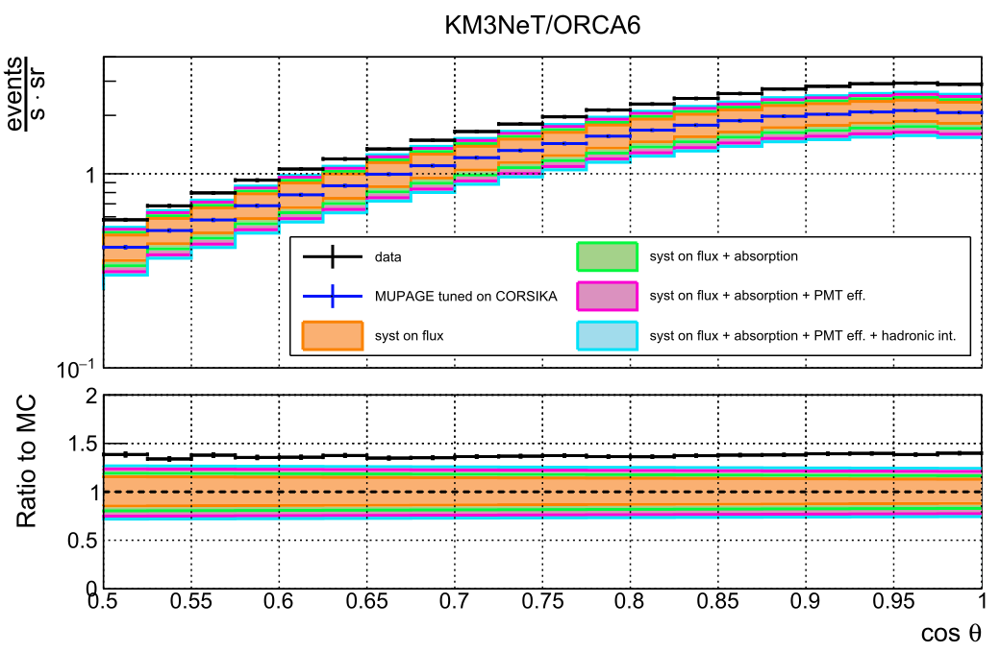 KM3NeT/ORCA6
events
s · sr
1
10⁻¹
data
MUPAGE tuned on CORSIKA
syst on flux
syst on flux + absorption
syst on flux + absorption + PMT eff.
syst on flux + absorption + PMT eff. + hadronic int.
Ratio to MC
2
1.5
1
0.5
0
0.5 0.55 0.6 0.65 0.7 0.75 0.8 0.85 0.9 0.95 1
cos θ